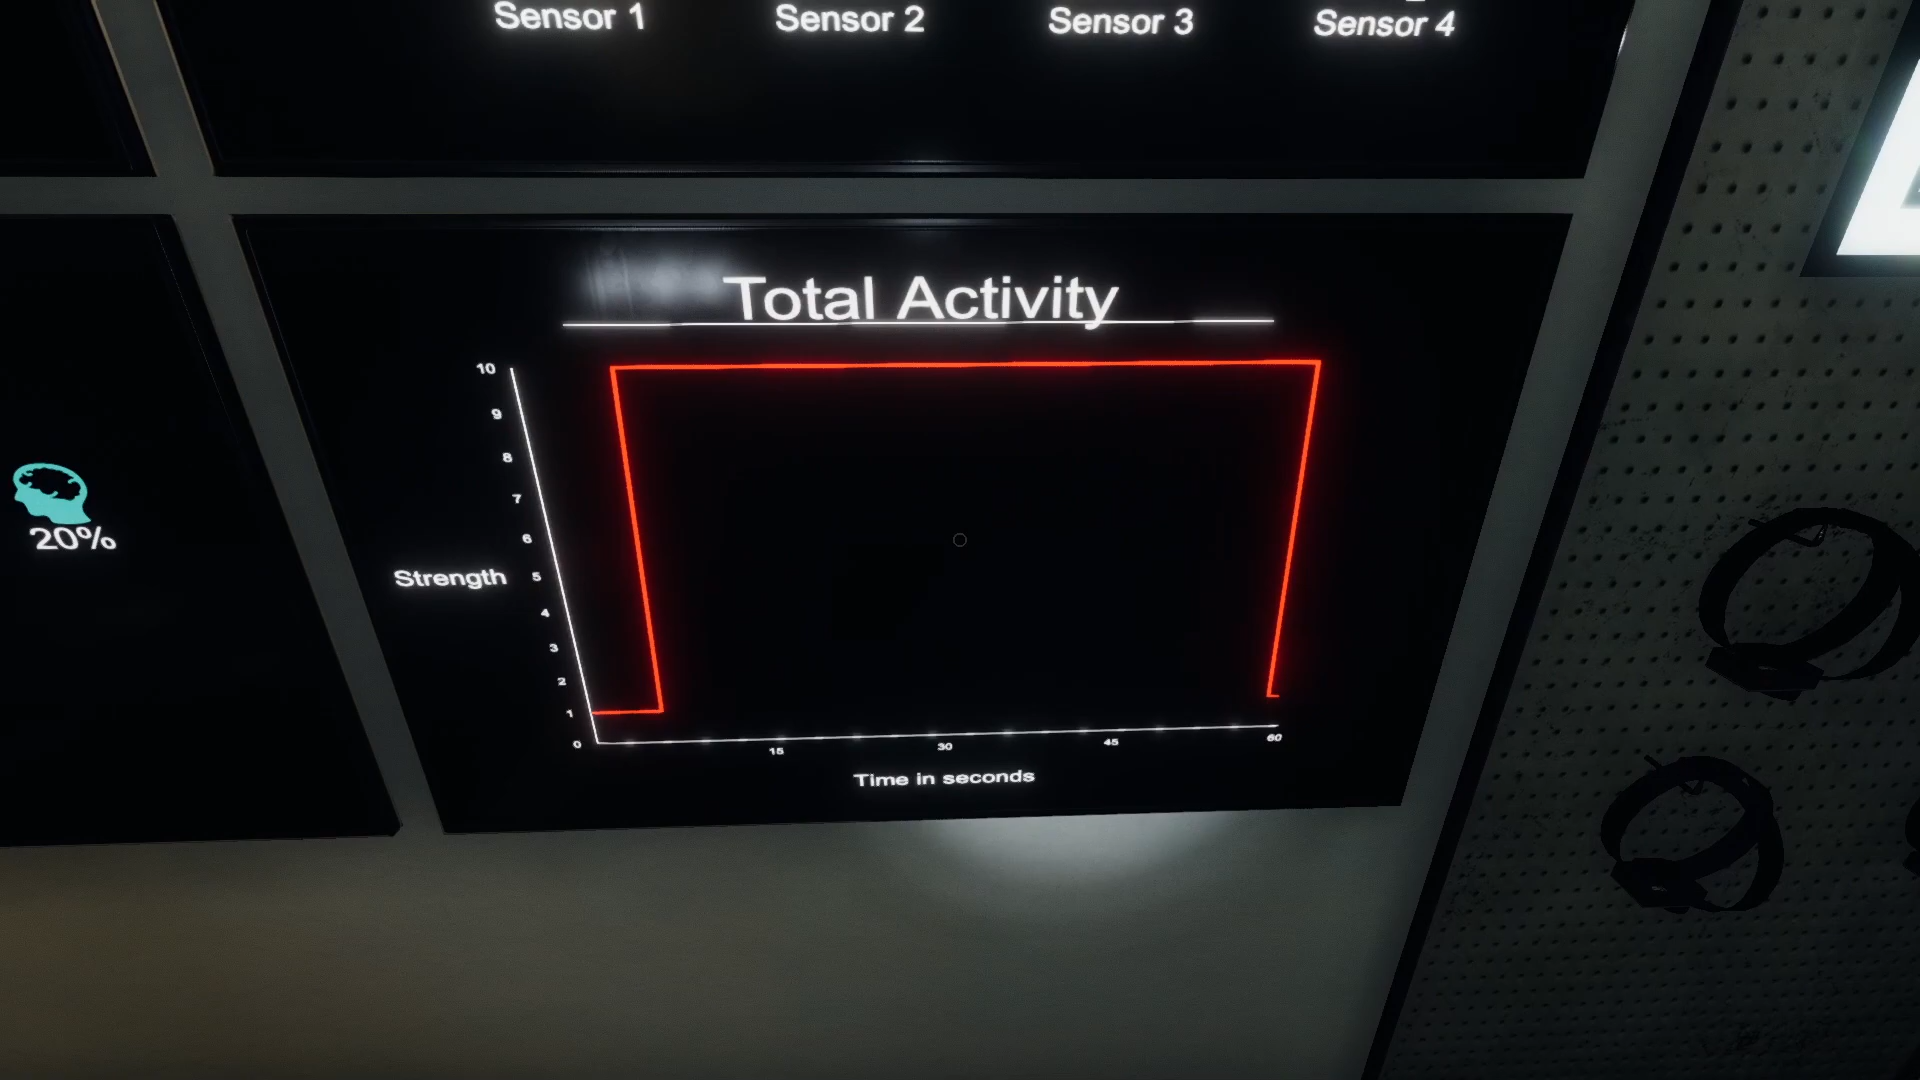 Sensor 1
Sensor 2
Sensor 3
Sensor 4
Total Activity
10
9
8
7
6
5
4
3
2
1
0
Strength
15
30
45
60
Time in seconds
20%